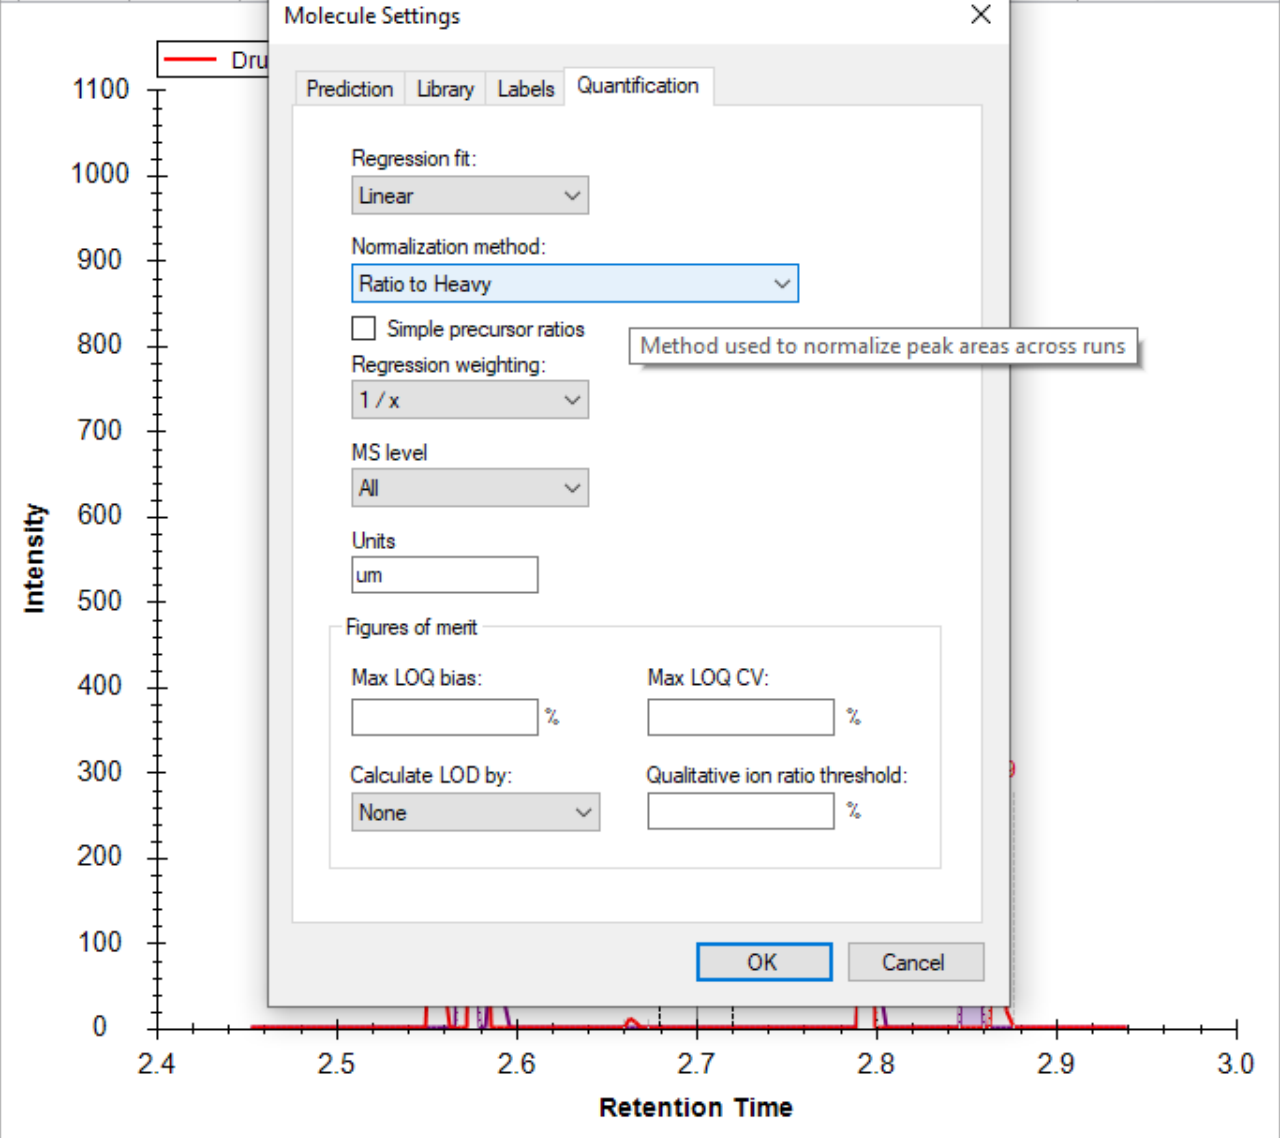 Molecule Settings
Dru
Prediction Library Labels Quantification
Regression fit:
Linear
Normalization method:
Ratio to Heavy
Simple precursor ratios
Method used to normalize peak areas across runs
Regression weighting:
1 / x
MS level
All
Units
um
Figures of merit
Max LOQ bias: Max LOQ CV:
% %
Calculate LOD by: Qualitative ion ratio threshold:
None %
OK Cancel
1100
1000
900
800
700
600
500
400
300
200
100
0
Intensity
9
2.4 2.5 2.6 2.7 2.8 2.9 3.0
Retention Time